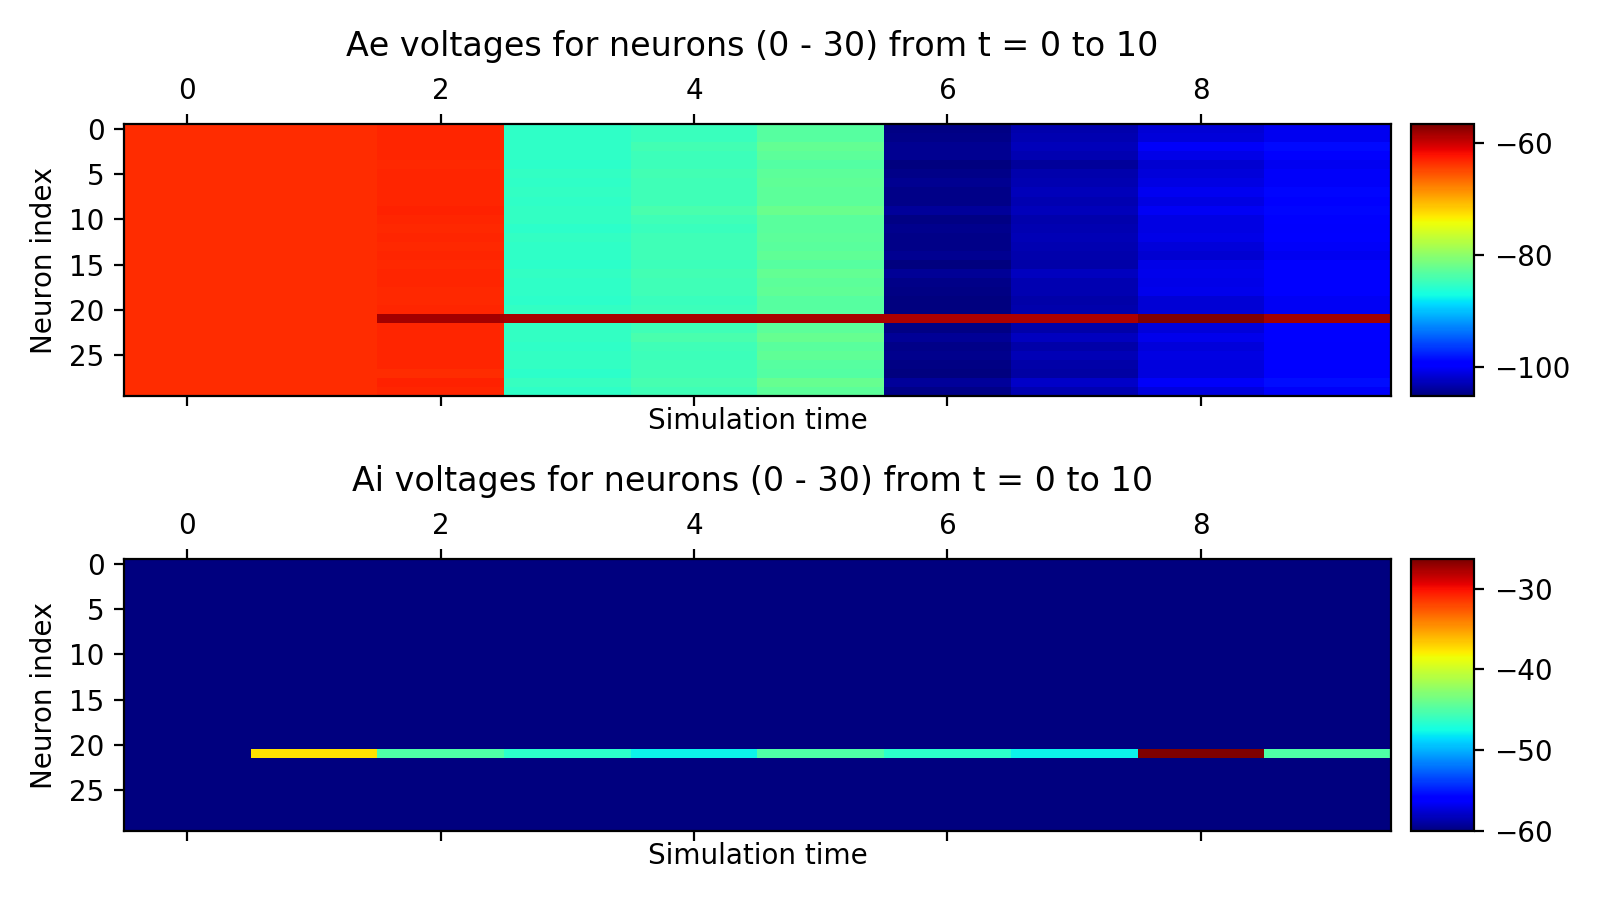 Ae voltages for neurons (0 - 30) from t = 0 to 10
0 2 4 6 8
Neuron index
0
5
10
15
20
25
−60
−80
−100
Simulation time
Ai voltages for neurons (0 - 30) from t = 0 to 10
0 2 4 6 8
Neuron index
0
5
10
15
20
25
−30
−40
−50
−60
Simulation time